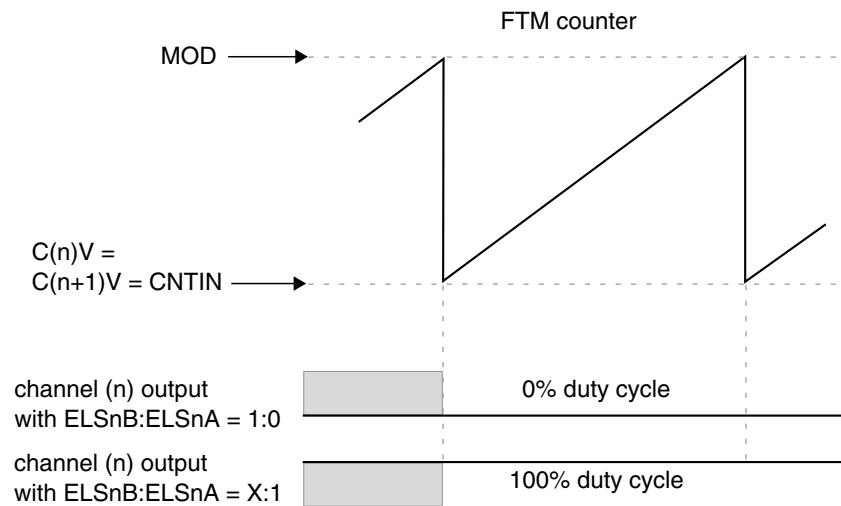 FTM counter
MOD
C(n)V =
C(n+1)V = CNTIN
channel (n) output
with ELSnB:ELSnA = 1:0
0% duty cycle
channel (n) output
with ELSnB:ELSnA = X:1
100% duty cycle